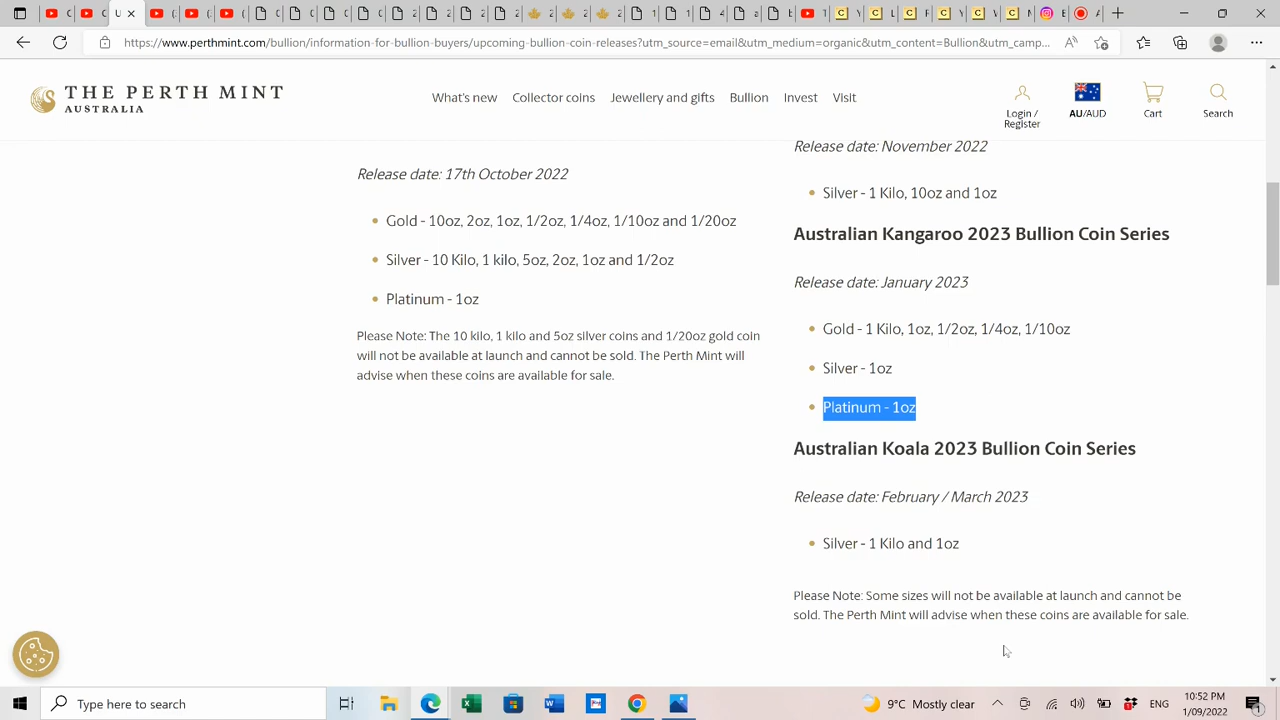 https://www.perthmint.com/bullion/information-for-bullion-buyers/upcoming-bullion-coin-releases?utm_source=email&utm_medium=organic&utm_content=Bullion&utm_camp...
THE PERTH MINT
AUSTRALIA
What's new
Collector coins
Jewellery and gifts
Bullion
Invest
Visit
Login /
Register
AU/AUD
Cart
Search
Release date: 17th October 2022
Gold - 10oz, 2oz, 1oz, 1/2oz, 1/4oz, 1/10oz and 1/20oz
Silver - 10 Kilo, 1 kilo, 5oz, 2oz, 1oz and 1/2oz
Platinum - 1oz
Please Note: The 10 kilo, 1 kilo and 5oz silver coins and 1/20oz gold coin
will not be available at launch and cannot be sold. The Perth Mint will
advise when these coins are available for sale.
Release date: November 2022
Silver - 1 Kilo, 10oz and 1oz
Australian Kangaroo 2023 Bullion Coin Series
Release date: January 2023
Gold - 1 Kilo, 1oz, 1/2oz, 1/4oz, 1/10oz
Silver - 1oz
Platinum - 1oz
Australian Koala 2023 Bullion Coin Series
Release date: February / March 2023
Silver - 1 Kilo and 1oz
Please Note: Some sizes will not be available at launch and cannot be
sold. The Perth Mint will advise when these coins are available for sale.
Type here to search
9°C Mostly clear
ENG
10:52 PM
1/09/2022